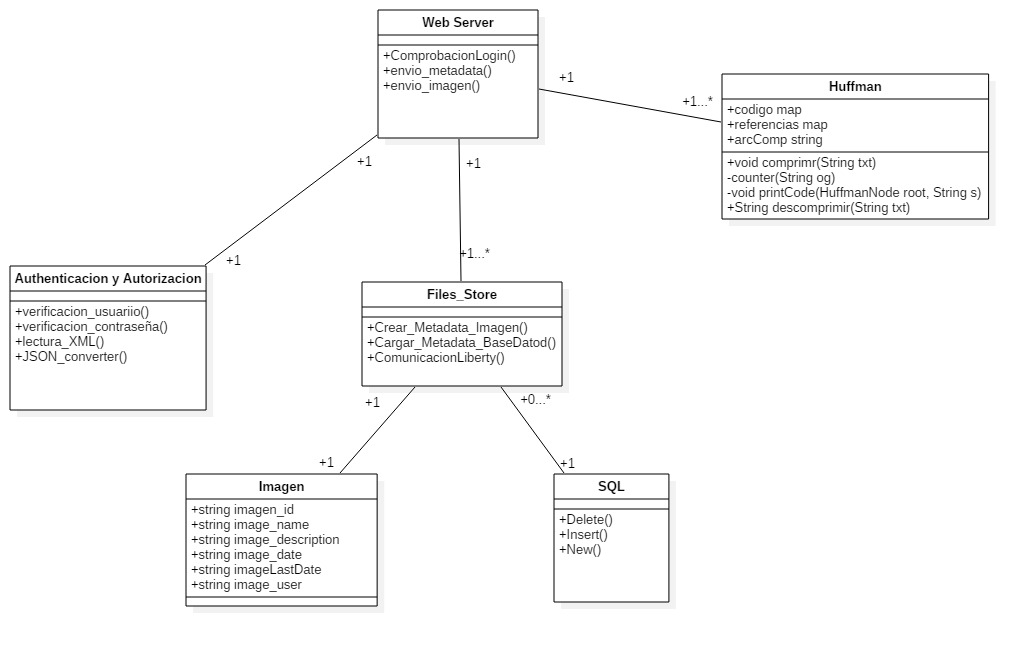 Web Server
+ComprobacionLogin()
+envio_metadata()
+envio_imagen()
+1
+1...*
Huffman
+codigo map
+referencias map
+arcComp string
+void comprimr(String txt)
-counter(String og)
-void printCode(HuffmanNode root, String s)
+String descomprimir(String txt)
+1
+1
+1
+1...*
Authenticacion y Autorizacion
+verificacion_usuariio()
+verificacion_contraseña()
+lectura_XML()
+JSON_converter()
Files_Store
+Crear_Metadata_Imagen()
+Cargar_Metadata_BaseDatod()
+ComunicacionLiberty()
+1
+0...*
+1
+1
Imagen
+string imagen_id
+string image_name
+string image_description
+string image_date
+string imageLastDate
+string image_user
SQL
+Delete()
+Insert()
+New()